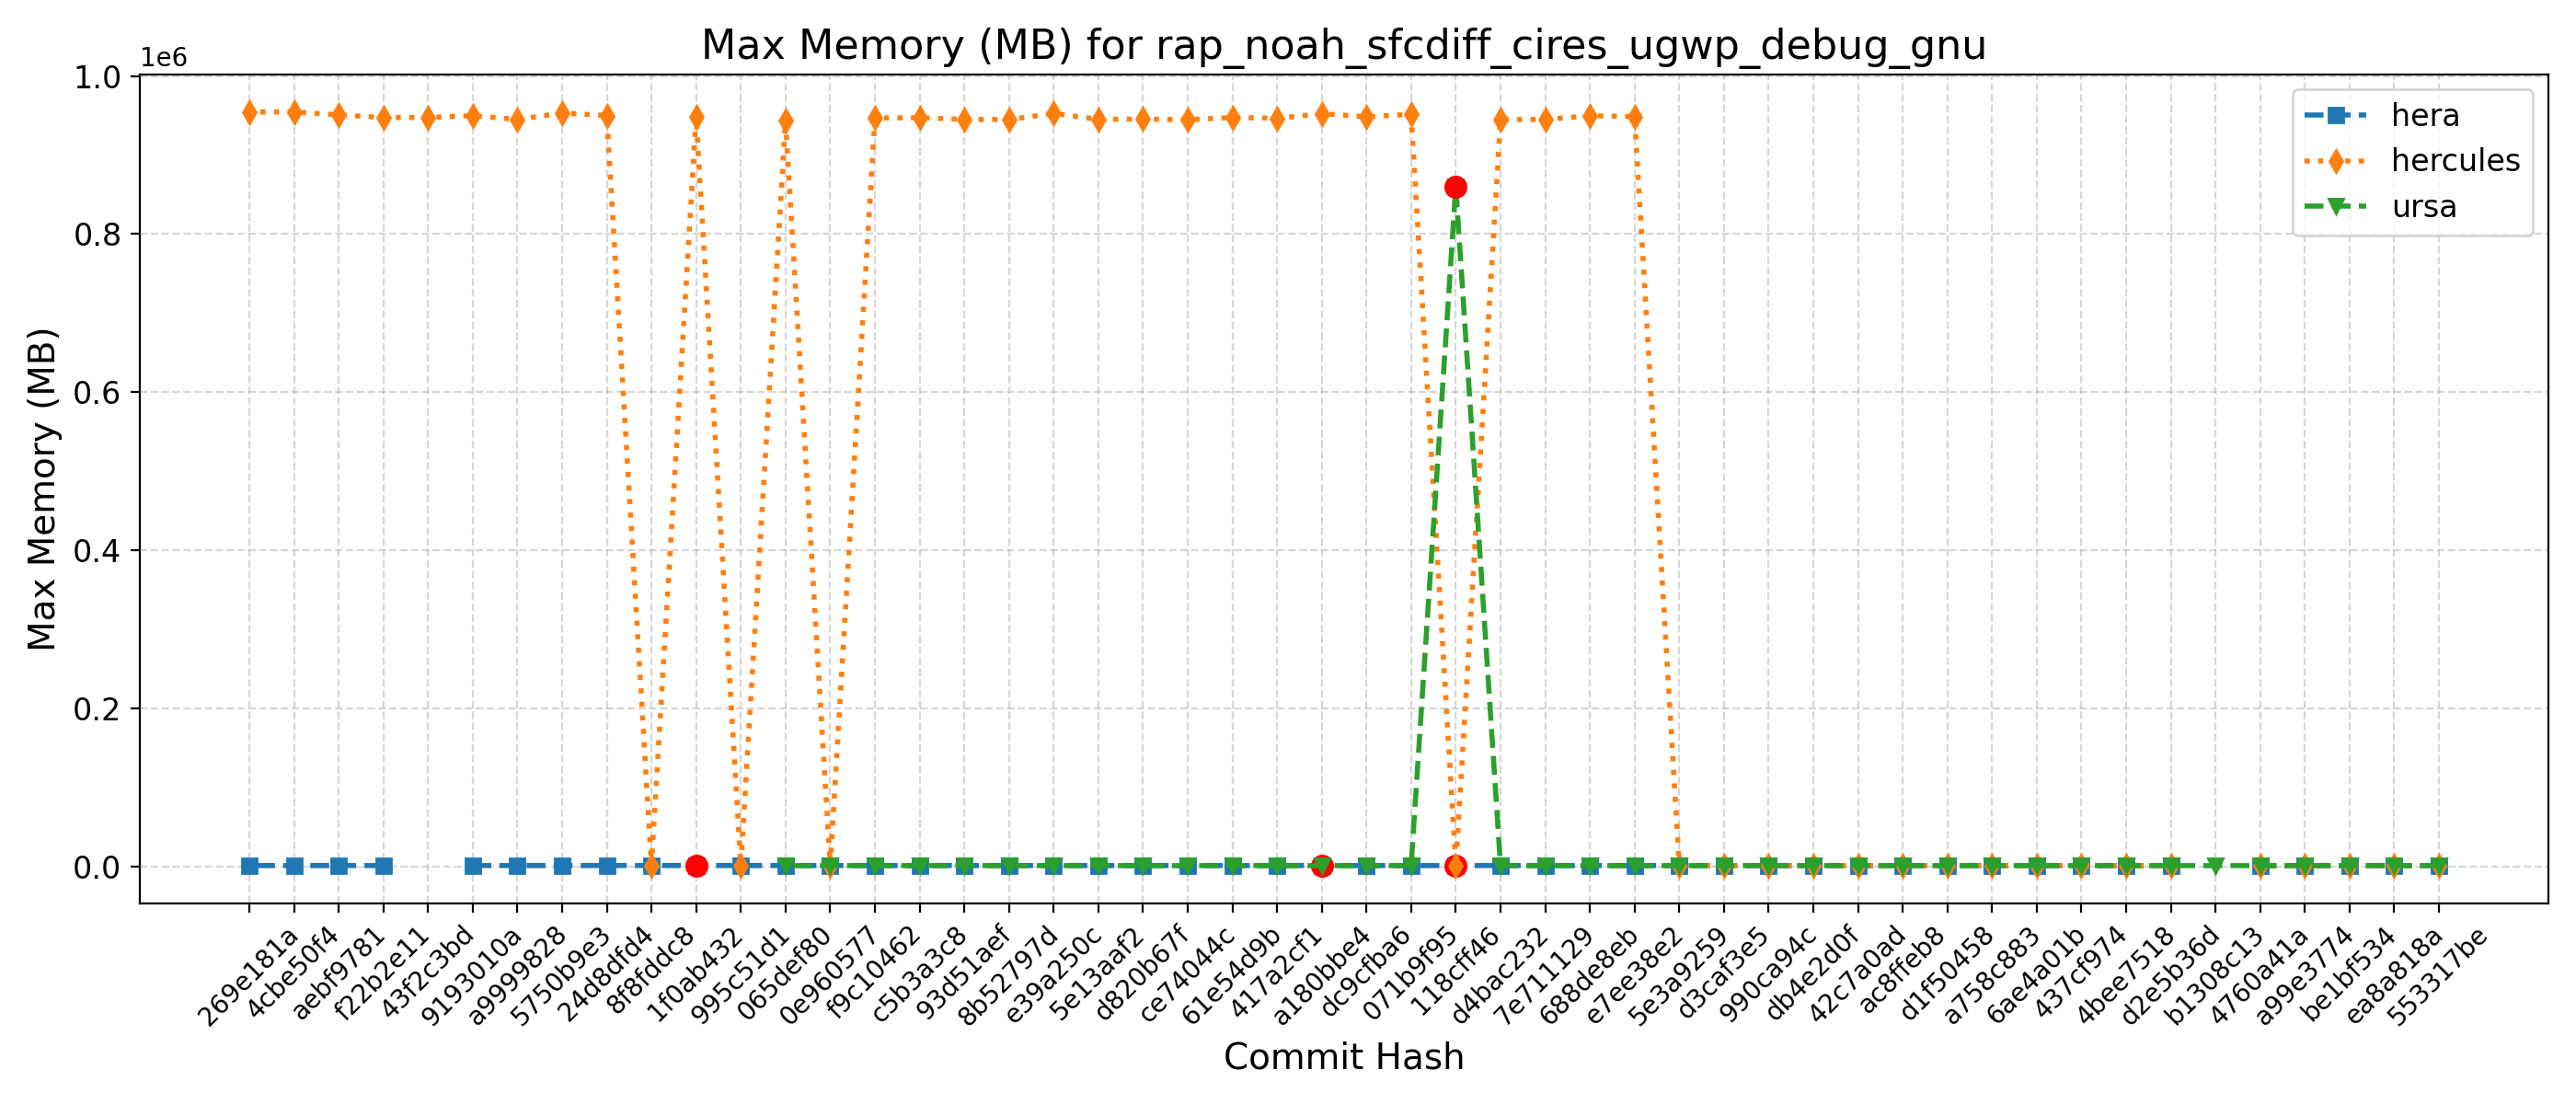 Max Memory (MB) for rap_noah_sfcdiff_cires_ugwp_debug_gnu
1e6
1.0
0.8
0.6
0.4
0.2
0.0
Max Memory (MB)
hera
hercules
ursa
269e181a
4cbe50f4
aebf9781
f22b2e11
43f2c3bd
9193010a
a9999828
5750b9e3
24d8dfd4
8f8fddc8
1f0ab432
995c51d1
065def80
0e960577
f9c10462
c5b3a3c8
93d51aef
8b52797d
e39a250c
5e13aaf2
d820b67f
ce74044c
61e54d9b
417a2cf1
a180bbe4
dc9cfba6
071b9f95
118cff46
d4bac232
7e711129
688de8eb
e7ee38e2
5e3a9259
d3caf3e5
990ca94c
db4e2d0f
42c7a0ad
ac8ffeb8
d1f50458
a758c883
6ae4a01b
437cf974
4bee7518
d2e5b36d
b1308c13
4760a41a
a99e3774
be1bf534
ea8a818a
553317be
Commit Hash